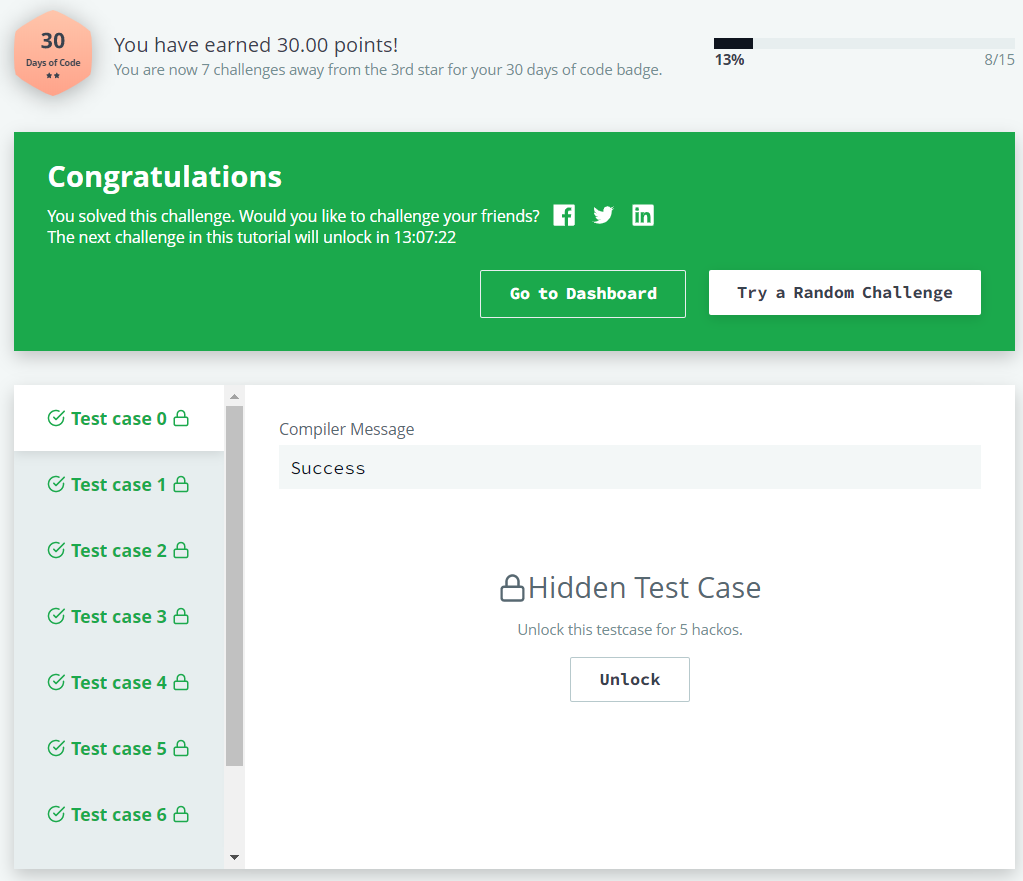 30
Days of Code
You have earned 30.00 points!
You are now 7 challenges away from the 3rd star for your 30 days of code badge.
13%
8/15
Congratulations
You solved this challenge. Would you like to challenge your friends?
The next challenge in this tutorial will unlock in 13:07:22
Go to Dashboard
Try a Random Challenge
Test case 0
Test case 1
Test case 2
Test case 3
Test case 4
Test case 5
Test case 6
Compiler Message
Success
Hidden Test Case
Unlock this testcase for 5 hackos.
Unlock